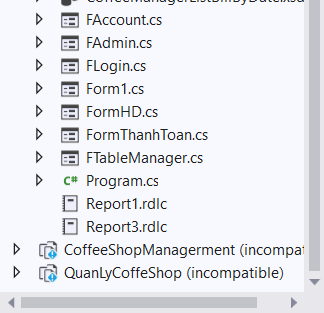 FAccount.cs
FAdmin.cs
FLogin.cs
Form1.cs
FormHD.cs
FormThanhToan.cs
FTableManager.cs
C# Program.cs
Report1.rdlc
Report3.rdlc
CoffeeShopManagerment (incompat
QuanLyCoffeShop (incompatible)